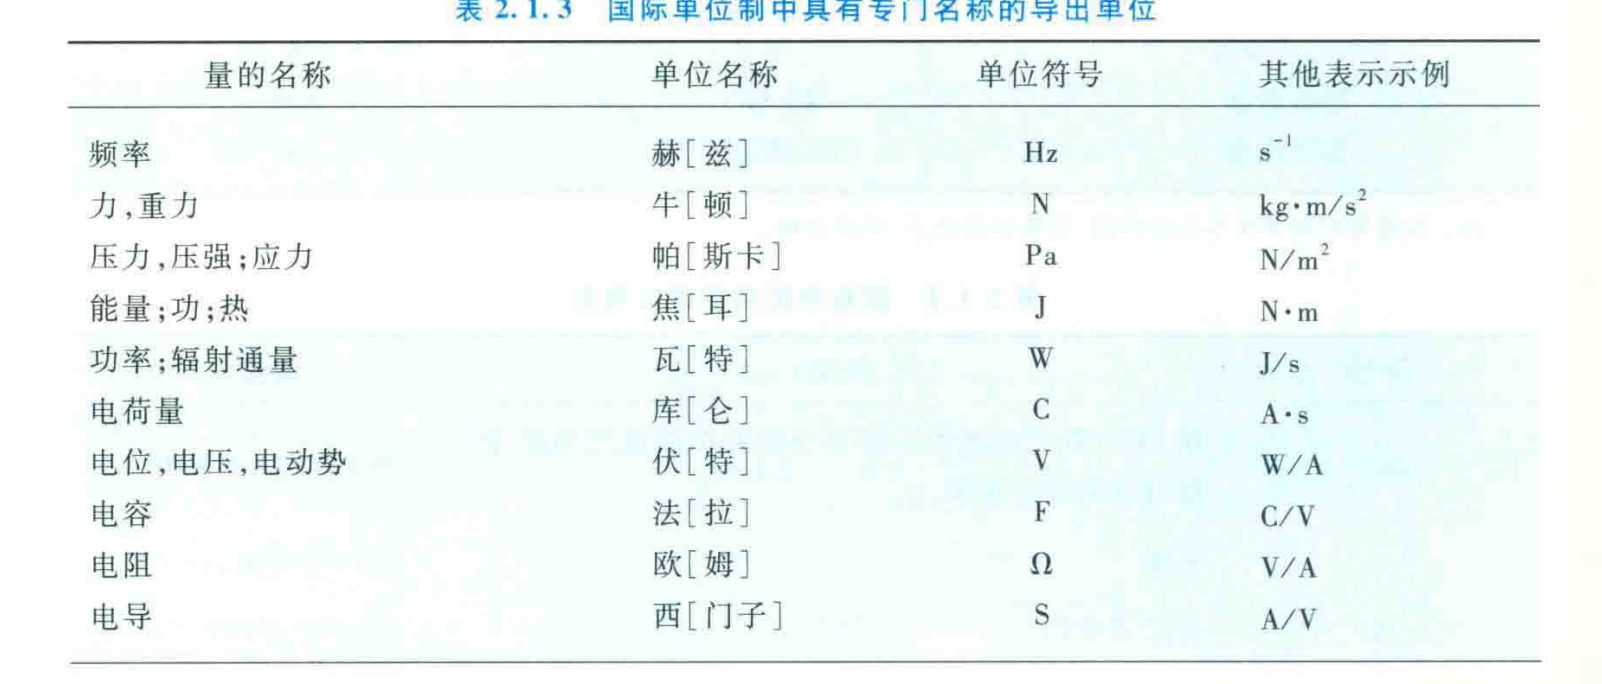 表 2.1.3 国际单位制中具有专门名称的导出单位
量的名称 单位名称 单位符号 其他表示示例
频率 赫[兹] Hz s⁻¹
力,重力 牛[顿] N kg·m/s²
压力,压强;应力 帕[斯卡] Pa N/m²
能量;功;热 焦[耳] J N·m
功率;辐射通量 瓦[特] W J/s
电荷量 库[仑] C A·s
电位,电压,电动势 伏[特] V W/A
电容 法[拉] F C/V
电阻 欧[姆] Ω V/A
电导 西[门子] S A/V